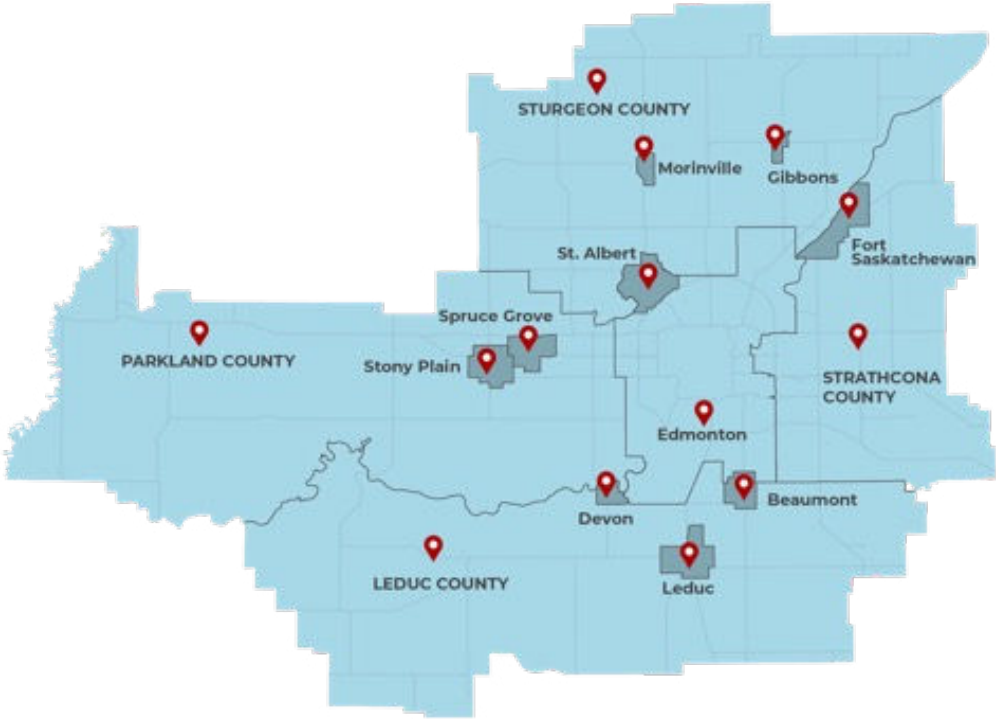 STURGEON COUNTY
Morinville
Gibbons
St. Albert
Fort
Saskatchewan
Spruce Grove
PARKLAND COUNTY
Stony Plain
STRATHCONA
COUNTY
Edmonton
Beaumont
Devon
LEDUC COUNTY
Leduc